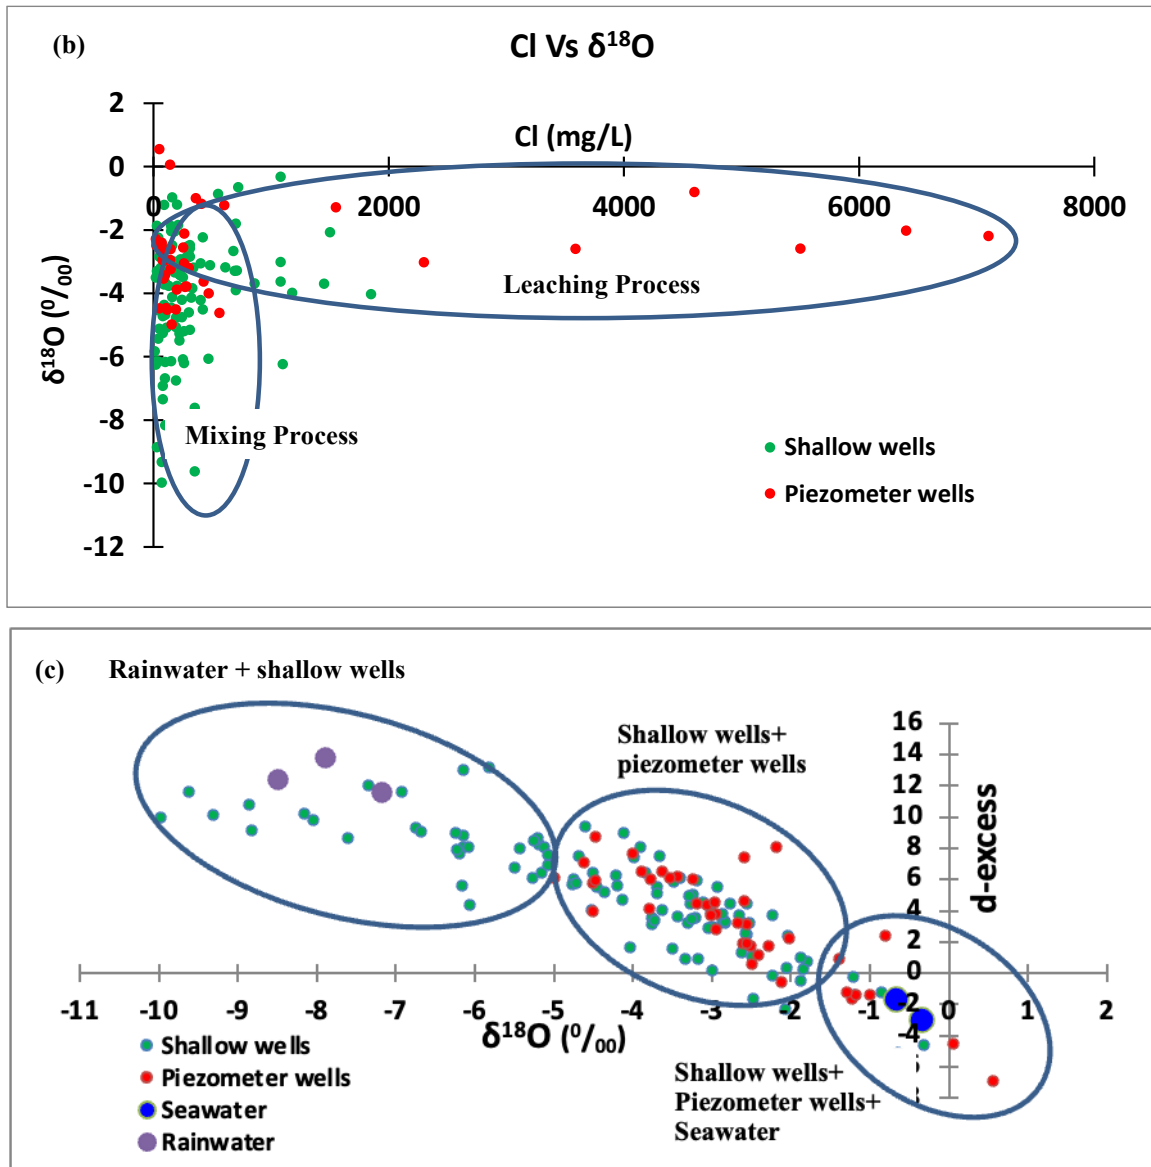 (b)
Cl Vs δ¹⁸O
2
Cl (mg/L)
0
0
2000
4000
6000
8000
-2
-4
-6
-8
-10
-12
δ¹⁸O (⁰/₀₀)
Leaching Process
Mixing Process
Shallow wells
Piezometer wells
(c)
Rainwater + shallow wells
Shallow wells+
piezometer wells
16
14
12
10
8
6
4
2
0
-2
-4
d-excess
-11
-10
-9
-8
-7
-6
-5
-4
-3
-2
-1
0
1
2
δ¹⁸O (⁰/₀₀)
Shallow wells
Piezometer wells
Seawater
Rainwater
Shallow wells+
Piezometer wells+
Seawater